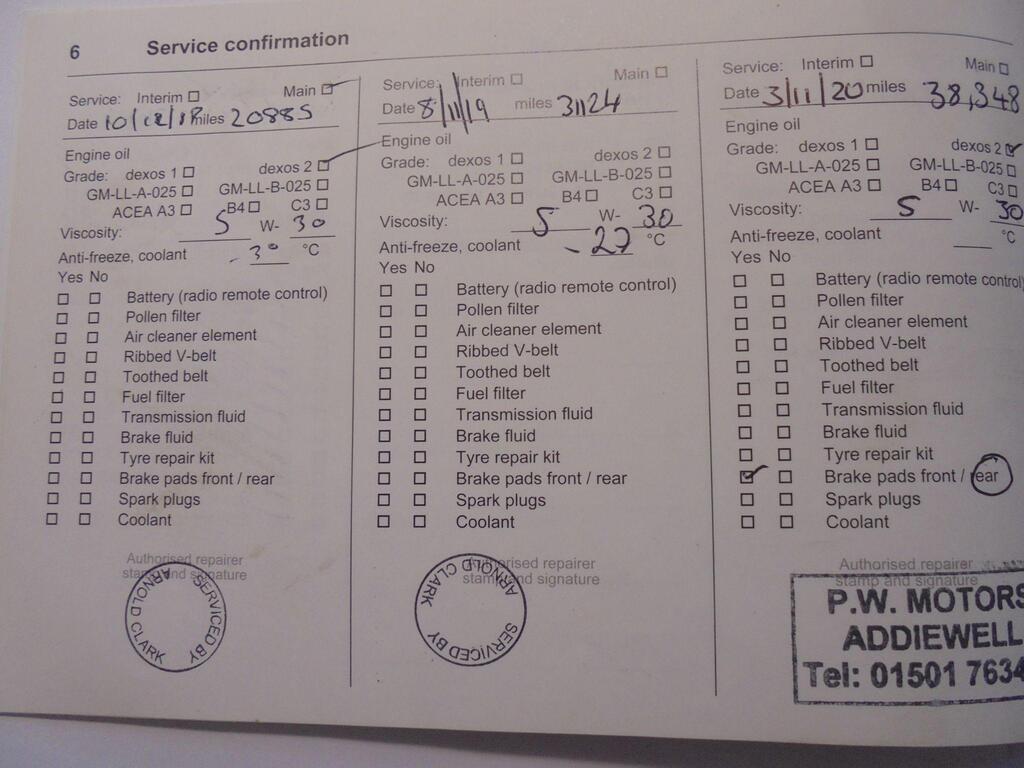 6 Service confirmation
Service: Interim Main
Date 10/12/18 miles 20885
Engine oil
Grade: dexos 1 dexos 2
GM-LL-A-025 GM-LL-B-025
ACEA A3 B4 C3
Viscosity: 5 W- 30
Anti-freeze, coolant -30 °C
Yes No
Battery (radio remote control)
Pollen filter
Air cleaner element
Ribbed V-belt
Toothed belt
Fuel filter
Transmission fluid
Brake fluid
Tyre repair kit
Brake pads front / rear
Spark plugs
Coolant
Authorised repairer
stamp and signature
SERVICED BY
ARNOLD CLARK
Service: Interim Main
Date 8/11/19 miles 31124
Engine oil
Grade: dexos 1 dexos 2
GM-LL-A-025 GM-LL-B-025
ACEA A3 B4 C3
Viscosity: 5 W- 30
Anti-freeze, coolant -27 °C
Yes No
Battery (radio remote control)
Pollen filter
Air cleaner element
Ribbed V-belt
Toothed belt
Fuel filter
Transmission fluid
Brake fluid
Tyre repair kit
Brake pads front / rear
Spark plugs
Coolant
Authorised repairer
stamp and signature
SERVICED BY
ARNOLD CLARK
Service: Interim Main
Date 3/11/20 miles 38,348
Engine oil
Grade: dexos 1 dexos 2
GM-LL-A-025 GM-LL-B-025
ACEA A3 B4 C3
Viscosity: 5 W- 30
Anti-freeze, coolant °C
Yes No
Battery (radio remote control)
Pollen filter
Air cleaner element
Ribbed V-belt
Toothed belt
Fuel filter
Transmission fluid
Brake fluid
Tyre repair kit
Brake pads front / rear
Spark plugs
Coolant
Authorised repairer
stamp and signature
P.W. MOTORS
ADDIEWELL
Tel: 01501 7634